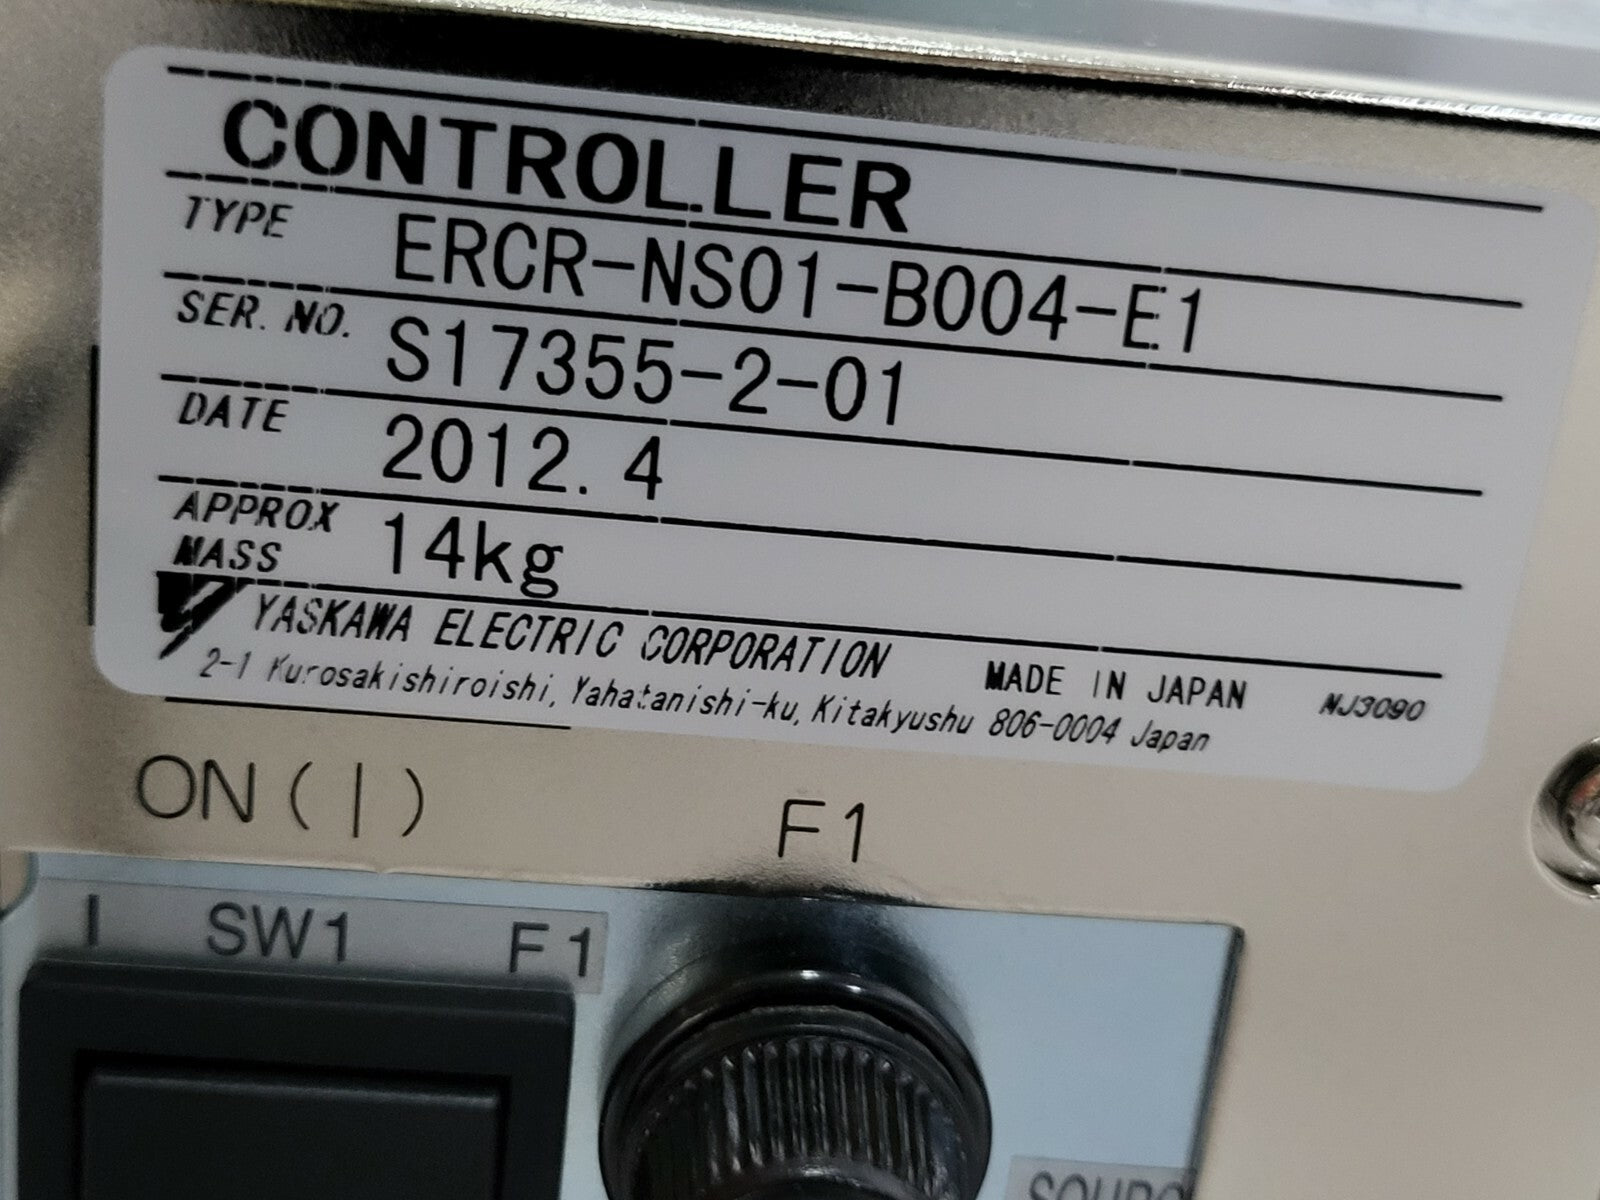 CONTROLLER
TYPE ERCR-NS01-B004-E1
SER. NO. S17355-2-01
DATE 2012. 4
APPROX MASS 14kg
YASKAWA ELECTRIC CORPORATION MADE IN JAPAN NJ3090
2-1 Kurosakishiroishi, Yahatanishi-ku, Kitakyushu 806-0004 Japan
ON ( | ) F1
I SW1 F1